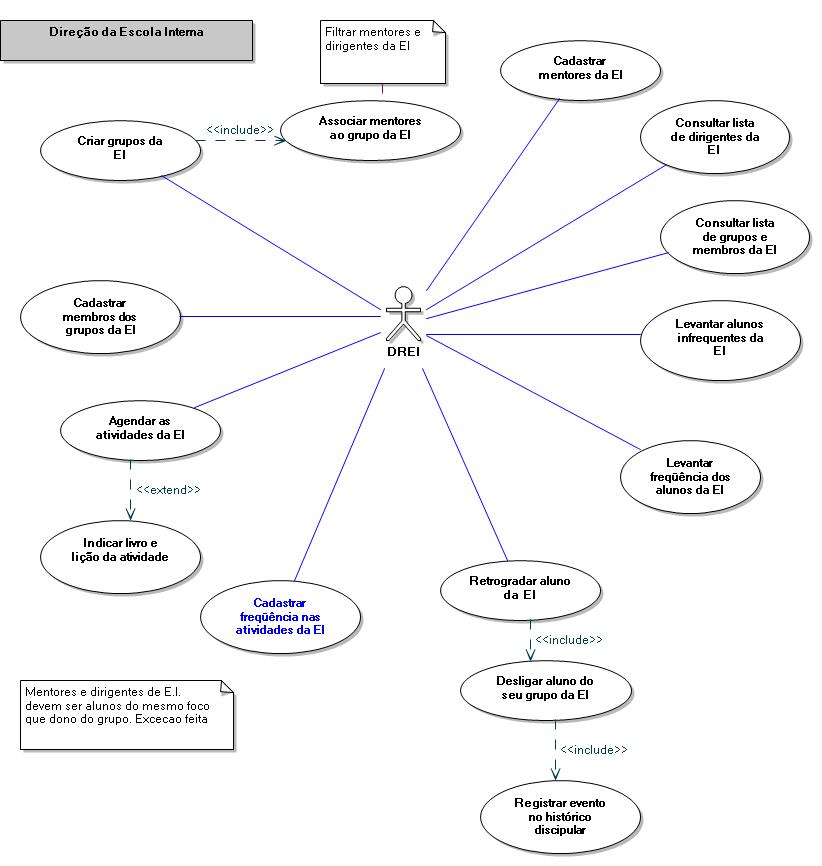 Direção da Escola Interna
Filtrar mentores e
dirigentes da EI
Cadastrar
mentores da EI
Criar grupos da
EI
<<include>>
Associar mentores
ao grupo da EI
Consultar lista
de dirigentes da
EI
Consultar lista
de grupos e
membros da EI
Cadastrar
membros dos
grupos da EI
DREI
Levantar alunos
infrequentes da
EI
Agendar as
atividades da EI
Levantar
freqüência dos
alunos da EI
<<extend>>
Indicar livro e
lição da atividade
Cadastrar
freqüência nas
atividades da EI
Retrogradar aluno
da EI
<<include>>
Desligar aluno do
seu grupo da EI
Mentores e dirigentes de E.I.
devem ser alunos do mesmo foco
que dono do grupo. Excecao feita
<<include>>
Registrar evento
no histórico
discipular